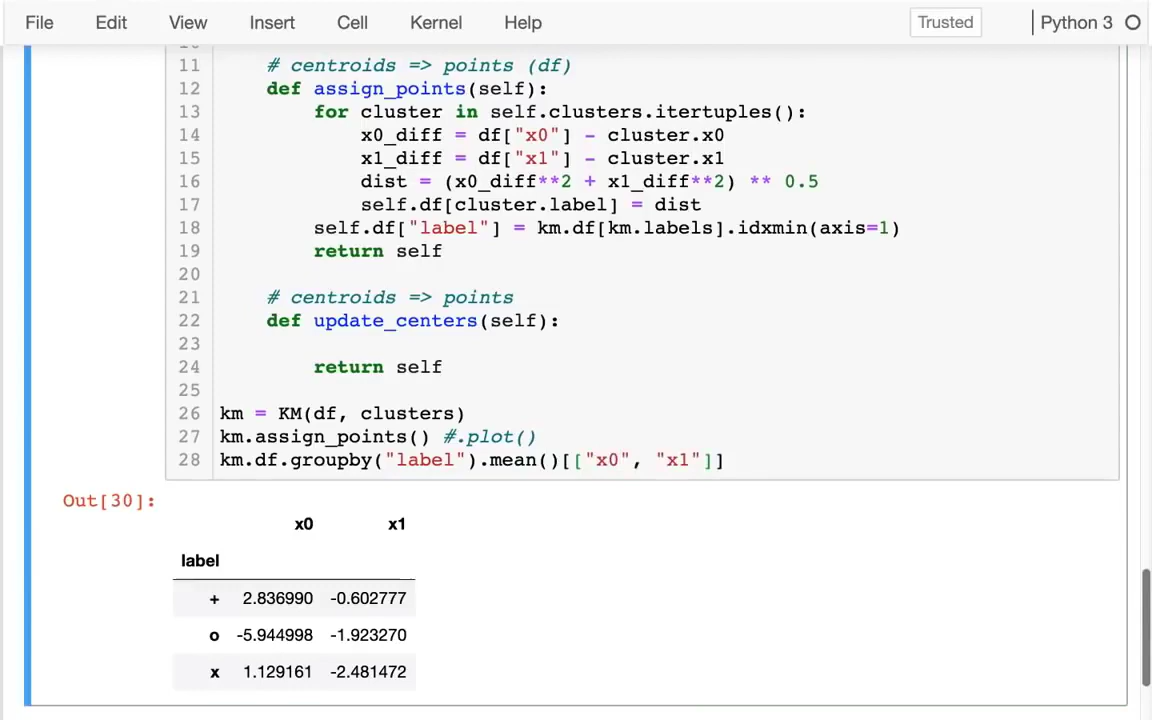 File Edit View Insert Cell Kernel Help Trusted Python 3
11 # centroids => points (df)
12 def assign_points(self):
13 for cluster in self.clusters.itertuples():
14 x0_diff = df["x0"] - cluster.x0
15 x1_diff = df["x1"] - cluster.x1
16 dist = (x0_diff**2 + x1_diff**2) ** 0.5
17 self.df[cluster.label] = dist
18 self.df["label"] = km.df[km.labels].idxmin(axis=1)
19 return self
20
21 # centroids => points
22 def update_centers(self):
23
24 return self
25
26 km = KM(df, clusters)
27 km.assign_points() #.plot()
28 km.df.groupby("label").mean()[["x0", "x1"]]
Out[30]:
x0 x1
label
+ 2.836990 -0.602777
o -5.944998 -1.923270
x 1.129161 -2.481472